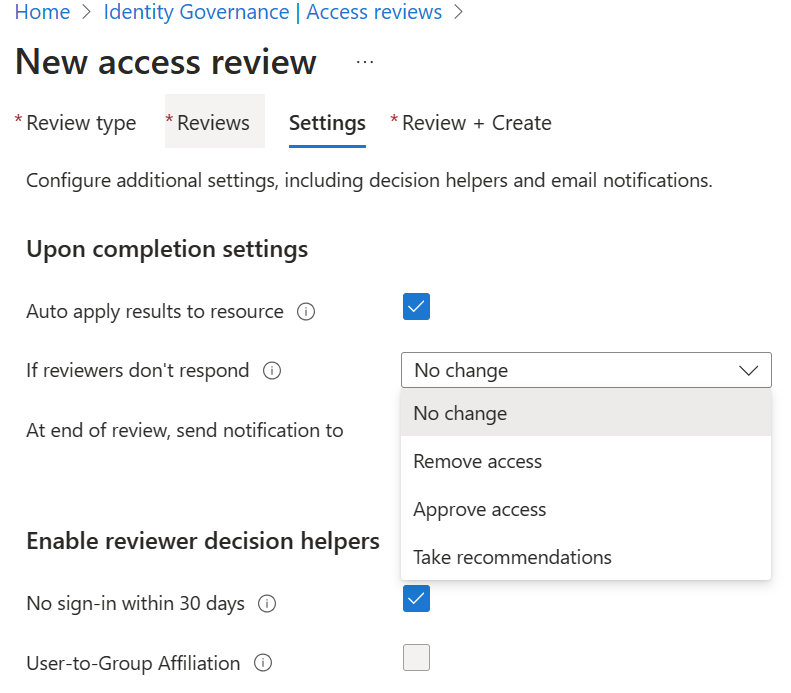 Home > Identity Governance | Access reviews >
New access review ...
* Review type * Reviews Settings * Review + Create
Configure additional settings, including decision helpers and email notifications.
Upon completion settings
Auto apply results to resource
If reviewers don't respond No change
No change
At end of review, send notification to
Remove access
Approve access
Enable reviewer decision helpers
Take recommendations
No sign-in within 30 days
User-to-Group Affiliation